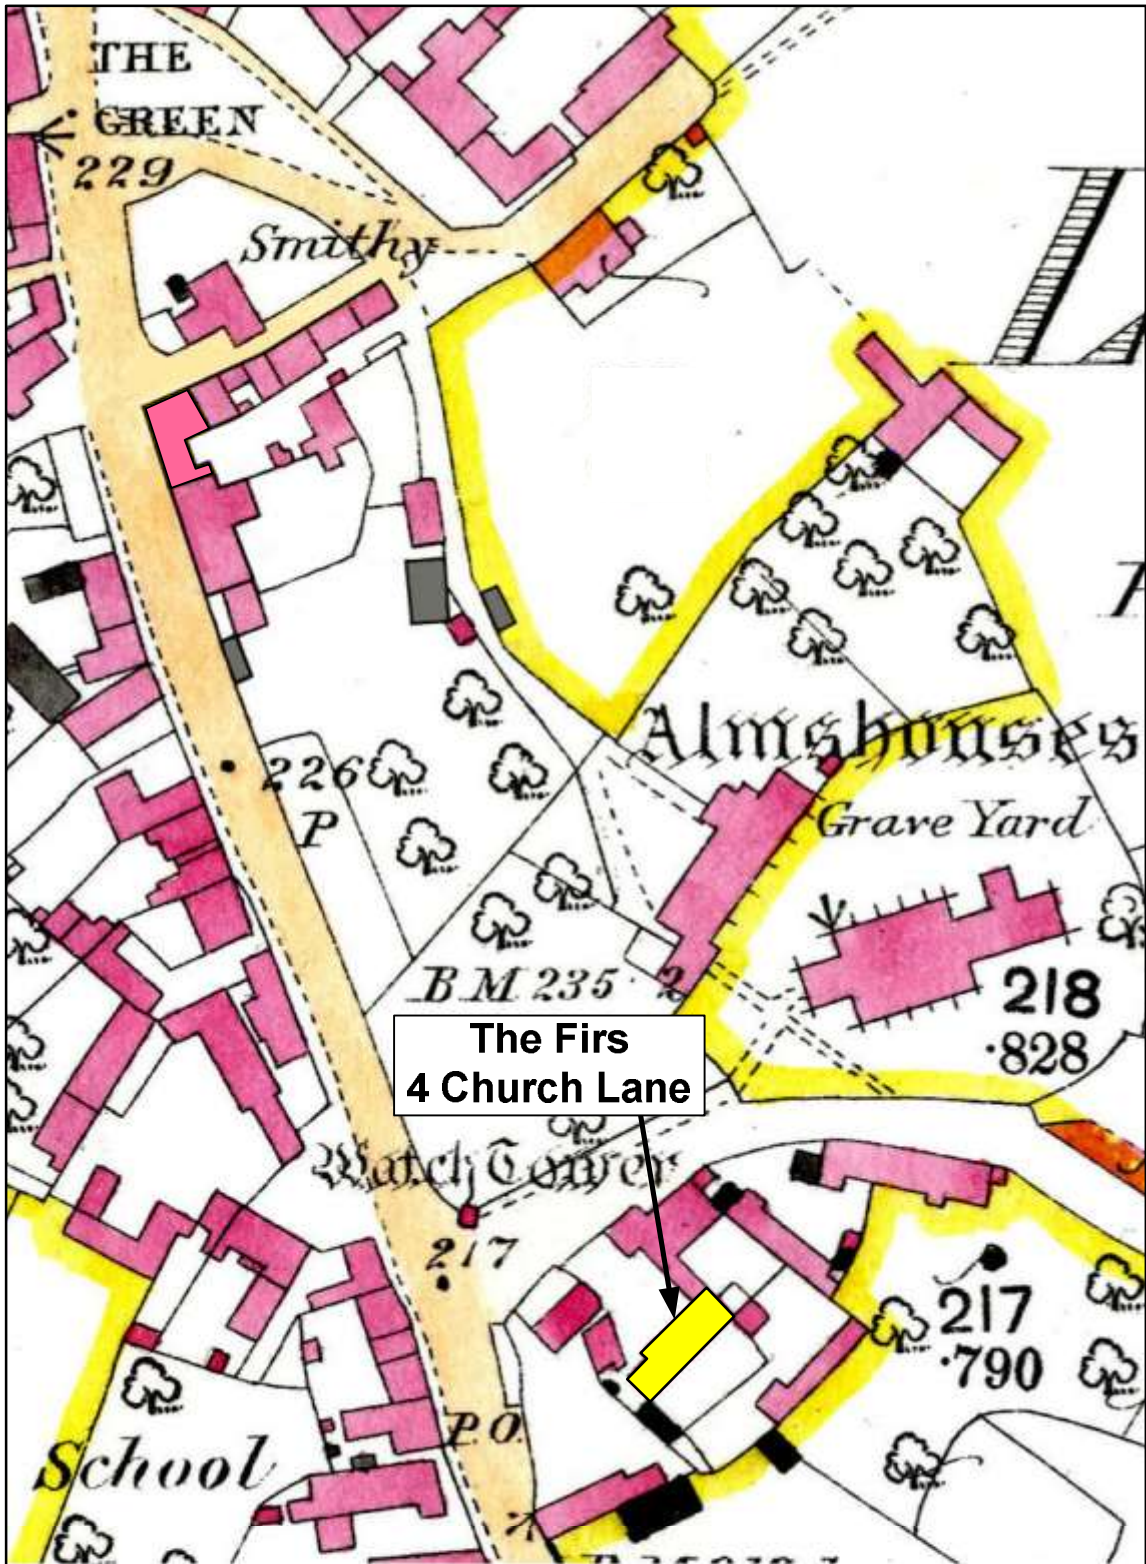 THE
GREEN
229
Smithy
Almshouses
226
P
Grave Yard
B M 235 · 2
218
·828
The Firs
4 Church Lane
Watch Tower
217
217
·790
P.O.
School